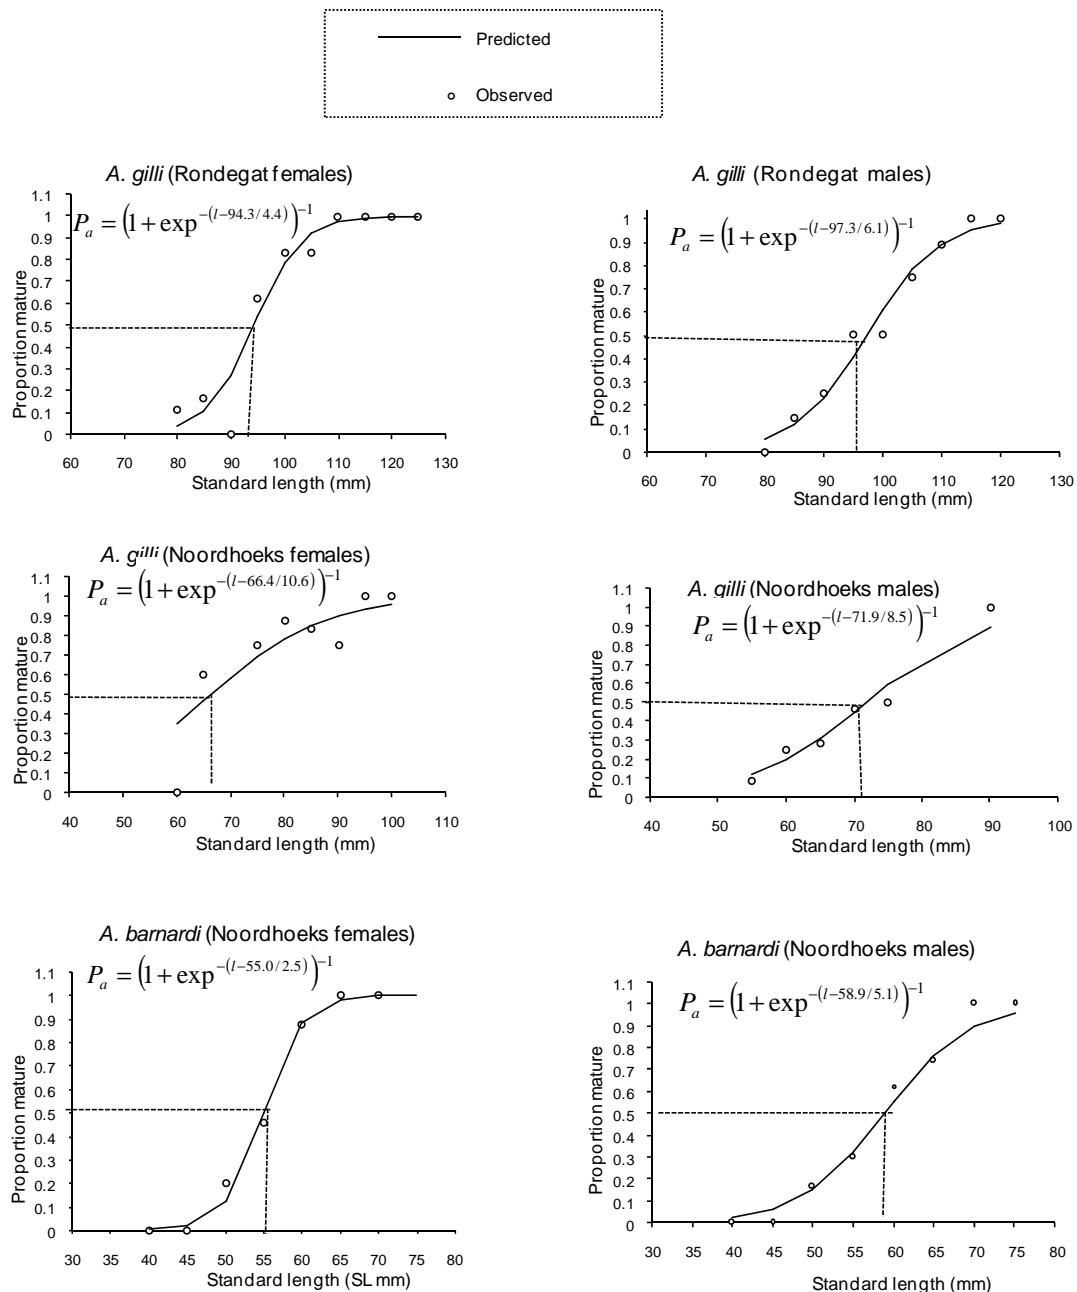 Predicted
Observed
A. gilli (Rondegat females)
P_a = (1 + exp^{-(l-94.3/4.4)})^{-1}
Proportion mature
1.1
1
0.9
0.8
0.7
0.6
0.5
0.4
0.3
0.2
0.1
0
60 70 80 90 100 110 120 130
Standard length (mm)
A. gilli (Rondegat males)
P_a = (1 + exp^{-(l-97.3/6.1)})^{-1}
Proportion mature
1
0.9
0.8
0.7
0.6
0.5
0.4
0.3
0.2
0.1
0
60 70 80 90 100 110 120 130
Standard length (mm)
A. gilli (Noordhoeks females)
P_a = (1 + exp^{-(l-66.4/10.6)})^{-1}
Proportion mature
1.1
1
0.9
0.8
0.7
0.6
0.5
0.4
0.3
0.2
0.1
0
40 50 60 70 80 90 100 110
Standard length (mm)
A. gilli (Noordhoeks males)
P_a = (1 + exp^{-(l-71.9/8.5)})^{-1}
Proportion mature
1.1
1
0.9
0.8
0.7
0.6
0.5
0.4
0.3
0.2
0.1
0
40 50 60 70 80 90 100
Standard length (mm)
A. barnardi (Noordhoeks females)
P_a = (1 + exp^{-(l-55.0/2.5)})^{-1}
Proportion mature
1.1
1
0.9
0.8
0.7
0.6
0.5
0.4
0.3
0.2
0.1
0
30 35 40 45 50 55 60 65 70 75 80
Standard length (SL mm)
A. barnardi (Noordhoeks males)
P_a = (1 + exp^{-(l-58.9/5.1)})^{-1}
Proportion mature
1.1
1
0.9
0.8
0.7
0.6
0.5
0.4
0.3
0.2
0.1
0
30 35 40 45 50 55 60 65 70 75 80
Standard length (mm)